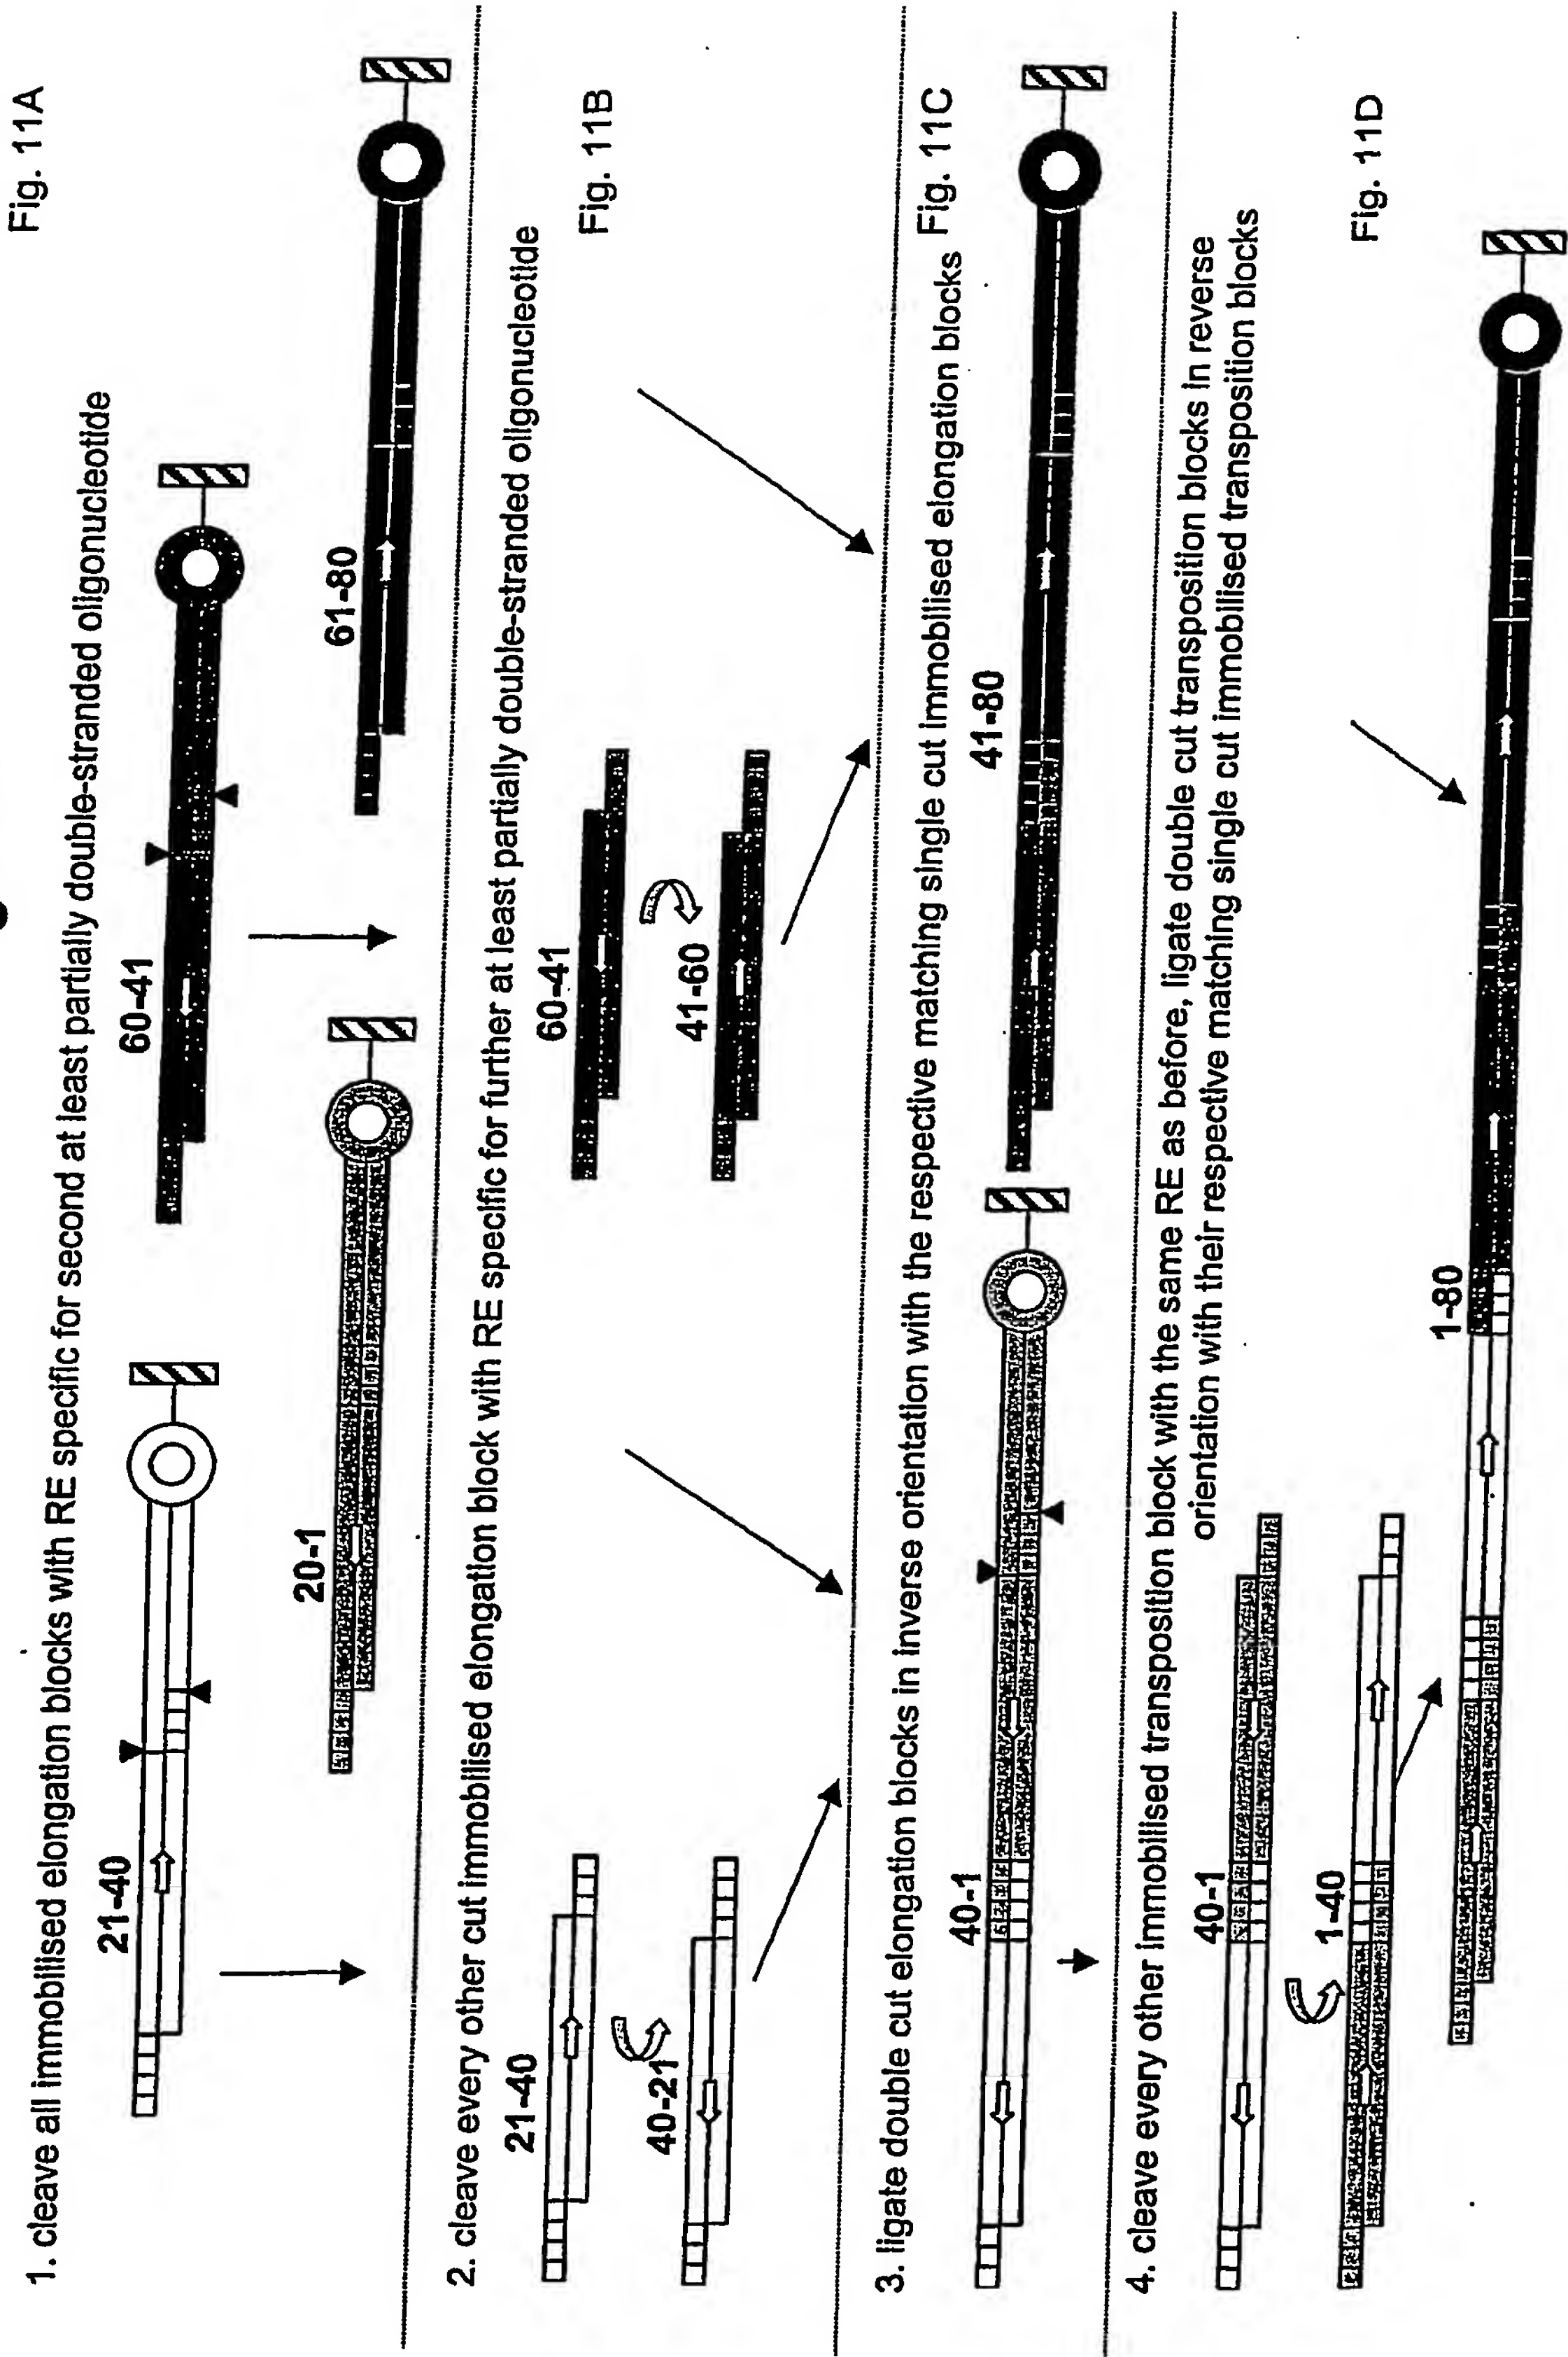 Fig. 11A
1. cleave all immobilised elongation blocks with RE specific for second at least partially double-stranded oligonucleotide
21-40
60-41
20-1
61-80
2. cleave every other cut immobilised elongation block with RE specific for further at least partially double-stranded oligonucleotide
Fig. 11B
21-40
60-41
40-21
41-60
3. ligate double cut elongation blocks in inverse orientation with the respective matching single cut immobilised elongation blocks
Fig. 11C
40-1
41-80
4. cleave every other immobilised transposition block with the same RE as before, ligate double cut transposition blocks in reverse
orientation with their respective matching single cut immobilised transposition blocks
Fig. 11D
40-1
1-40
1-80